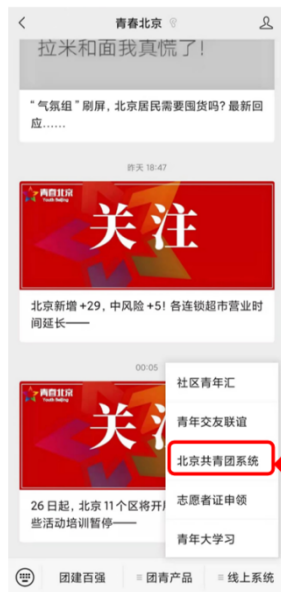 青春北京
拉米和面我真慌了!
“气氛组”刷屏,北京居民需要囤货吗?最新回
应……
昨天 18:47
青春北京
Youth Beijing
关注
北京新增+29,中风险+5!各连锁超市营业时
间延长——
00:05
青春北京
Youth Beijing
关
26日起,北京11个区将开
些活动培训暂停——
社区青年汇
青年交友联谊
北京共青团系统
志愿者证申领
青年大学习
团建百强
团青产品
线上系统